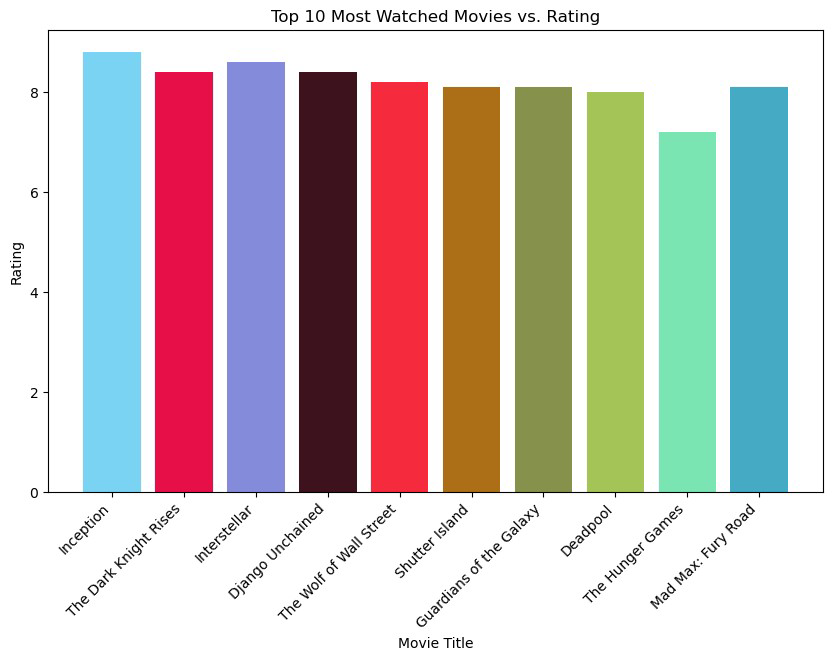 Top 10 Most Watched Movies vs. Rating
Rating
8
6
4
2
0
Inception
The Dark Knight Rises
Interstellar
Django Unchained
The Wolf of Wall Street
Shutter Island
Guardians of the Galaxy
Deadpool
The Hunger Games
Mad Max: Fury Road
Movie Title